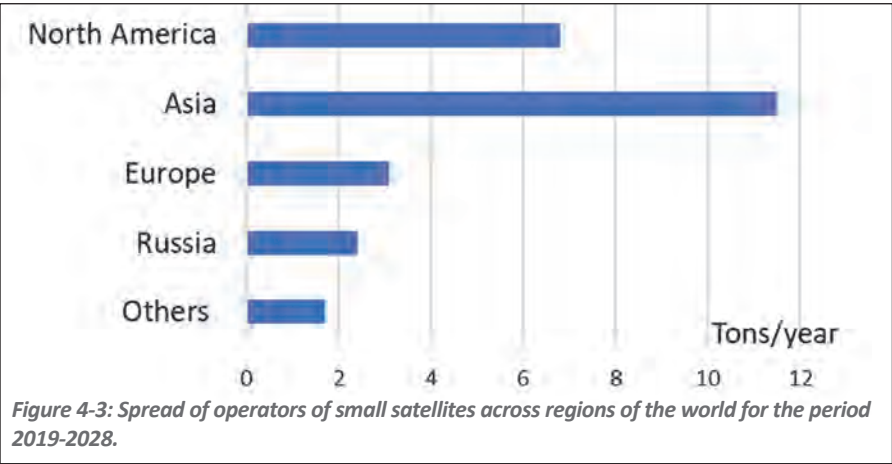 North America
Asia
Europe
Russia
Others
Tons/year
0 2 4 6 8 10 12
Figure 4-3: Spread of operators of small satellites across regions of the world for the period
2019-2028.